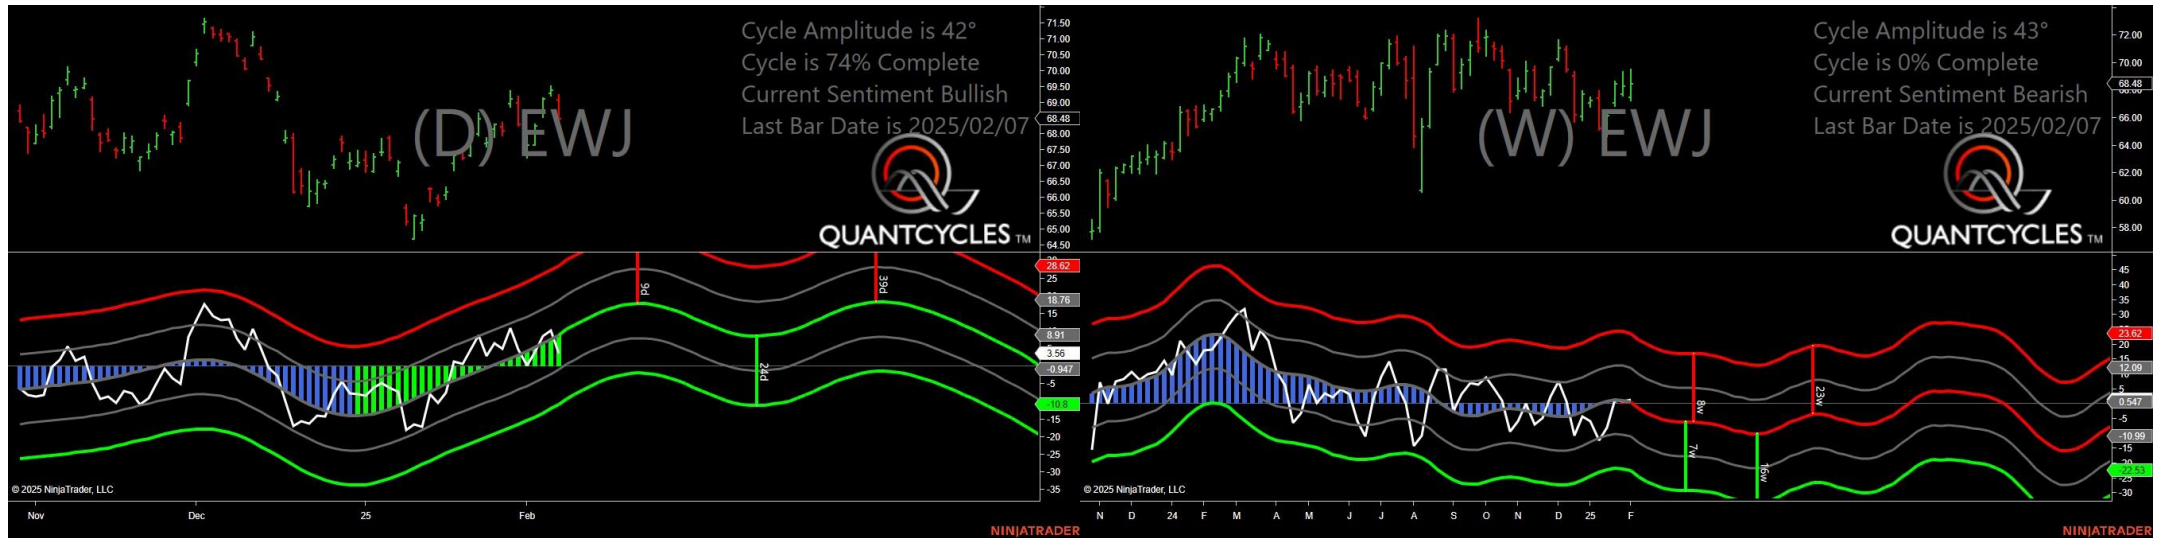 Cycle Amplitude is 42°
Cycle is 74% Complete
Current Sentiment Bullish
Last Bar Date is 2025/02/07
(D) EWJ
QUANTCYCLES TM
71.50
71.00
70.50
70.00
69.50
69.00
68.48
68.00
67.50
67.00
66.50
66.00
65.50
65.00
64.50
28.62
25
18.76
15
8.91
3.56
-0.947
-5
-10.8
-15
-20
-25
-30
-35
9d
24d
39d
© 2025 NinjaTrader, LLC
Nov Dec 25 Feb
NINJATRADER
Cycle Amplitude is 43°
Cycle is 0% Complete
Current Sentiment Bearish
Last Bar Date is 2025/02/07
(W) EWJ
QUANTCYCLES TM
72.00
70.00
68.48
66.00
64.00
62.00
60.00
58.00
45
40
35
30
23.62
20
15
12.09
5
0.547
-5
-10.99
-15
-22.53
-25
-30
8w
7w
16w
23w
© 2025 NinjaTrader, LLC
N D 24 F M A M J J A S O N D 25 F
NINJATRADER